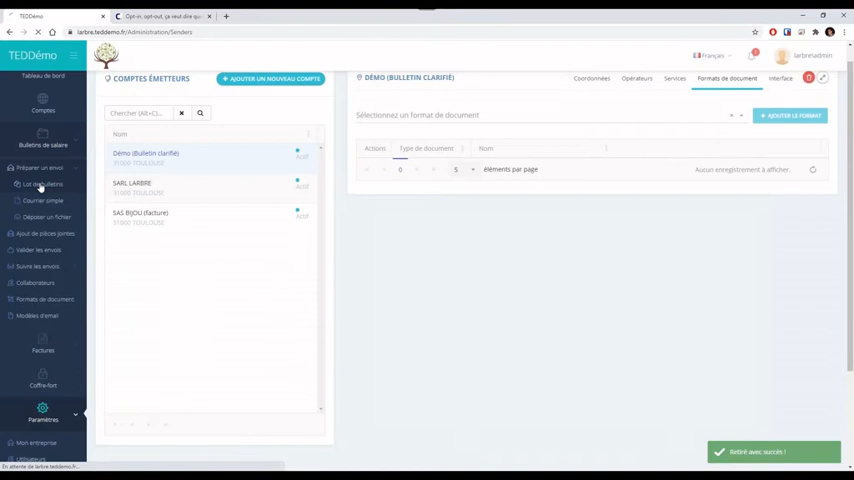 TEDDémo
Opt-in, opt-out, ça veut dire que
larbre.teddemo.fr/Administration/Senders
TEDDémo
Français
larbre\admin
Tableau de bord
Comptes
Bulletins de salaire
Préparer un envoi
Lot de bulletins
Courrier simple
Déposer un fichier
Ajout de pièces jointes
Valider les envois
Suivre les envois
Collaborateurs
Formats de document
Modèles d'email
Factures
Coffre-fort
Paramètres
Mon entreprise
Utilisateurs
En attente de larbre.teddemo.fr...
COMPTES ÉMETTEURS
+ AJOUTER UN NOUVEAU COMPTE
Chercher (Alt+C)...
Nom
Démo (Bulletin clarifié)
31000 TOULOUSE
Actif
SARL LARBRE
31000 TOULOUSE
Actif
SAS BIJOU (facture)
31000 TOULOUSE
Actif
DÉMO (BULLETIN CLARIFIÉ)
Coordonnées
Opérateurs
Services
Formats de document
Interface
Sélectionnez un format de document
+ AJOUTER LE FORMAT
Actions
Type de document
Nom
0
5
éléments par page
Aucun enregistrement à afficher.
Retiré avec succès !